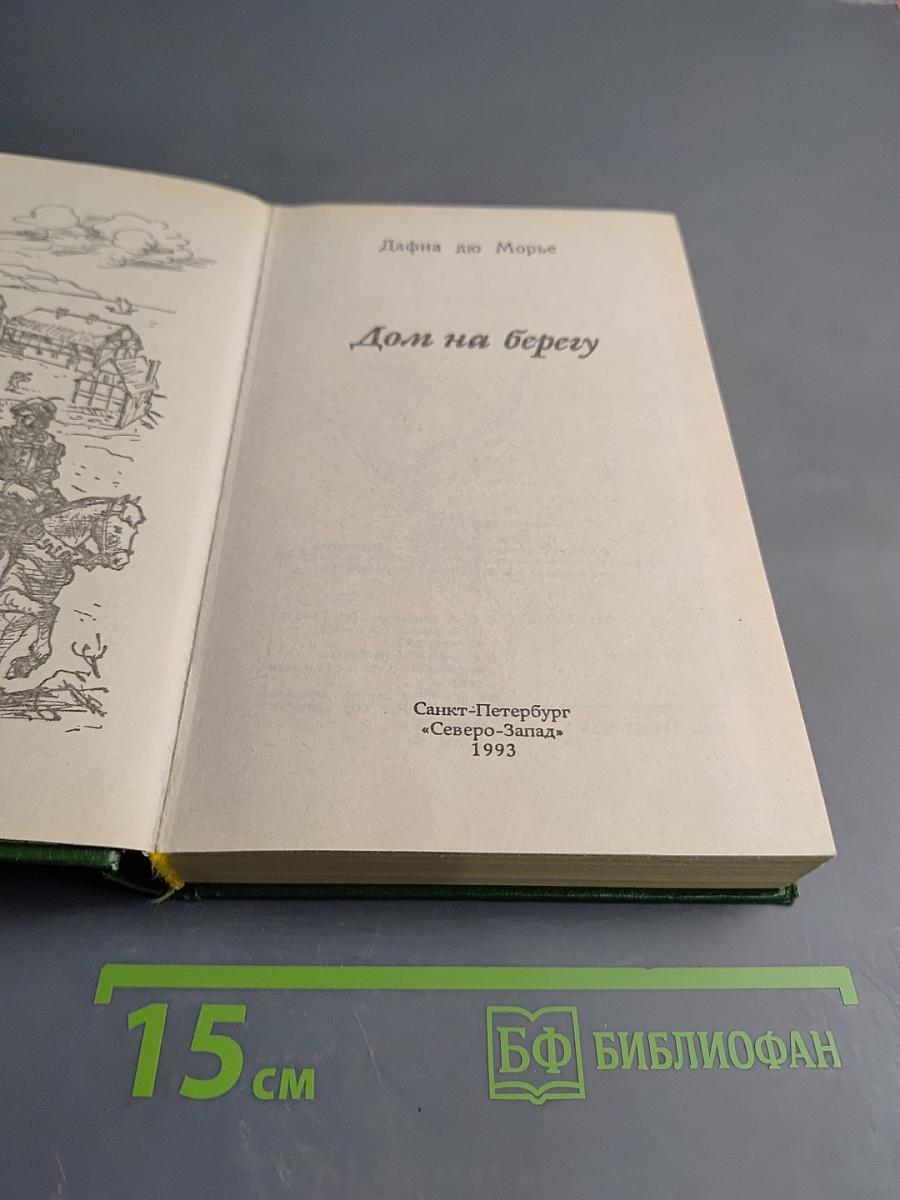 Дафна дю Морье
Дом на берегу
Санкт-Петербург
«Северо-Запад»
1993
15 см
БФ БИБЛИОФАН